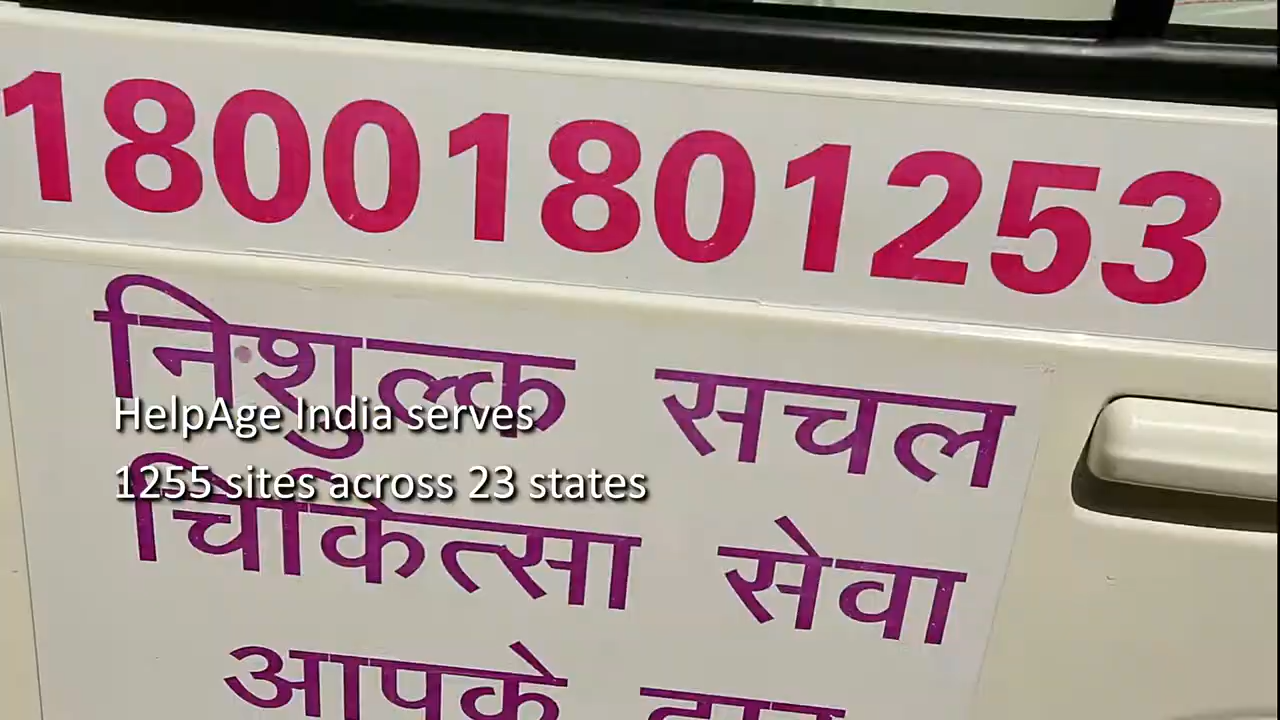 18001801253
निःशुल्क सचल
HelpAge India serves
1255 sites across 23 states
चिकित्सा सेवा
आपके द्वार